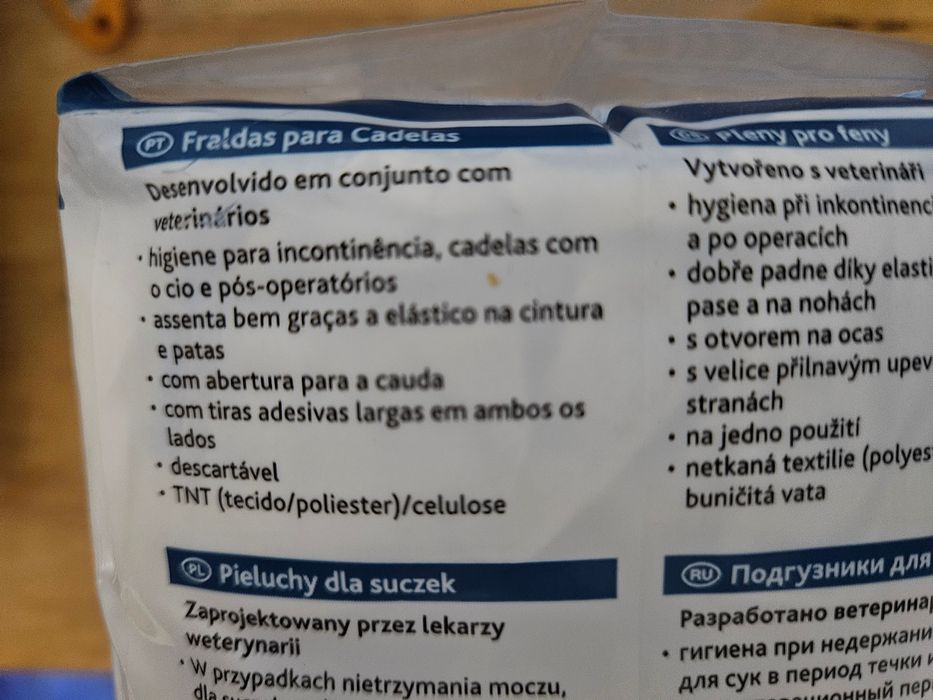 PT Fraldas para Cadelas
Desenvolvido em conjunto com
veterinários
• higiene para incontinência, cadelas com
o cio e pós-operatórios
• assenta bem graças a elástico na cintura
e patas
• com abertura para a cauda
• com tiras adesivas largas em ambos os
lados
• descartável
• TNT (tecido/poliester)/celulose
PL Pieluchy dla suczek
Zaprojektowany przez lekarzy
weterynarii
• W przypadkach nietrzymania moczu,
Pleny pro feny
Vytvořeno s veterináři
• hygiena při inkontinenc
a po operacích
• dobře padne díky elasti
pase a na nohách
• s otvorem na ocas
• s velice přilnavým upev
stranách
• na jedno použití
• netkaná textilie (polyes
buničitá vata
RU Подгузники для
Разработано ветерина
• гигиена при недержани
для сук в период течки и